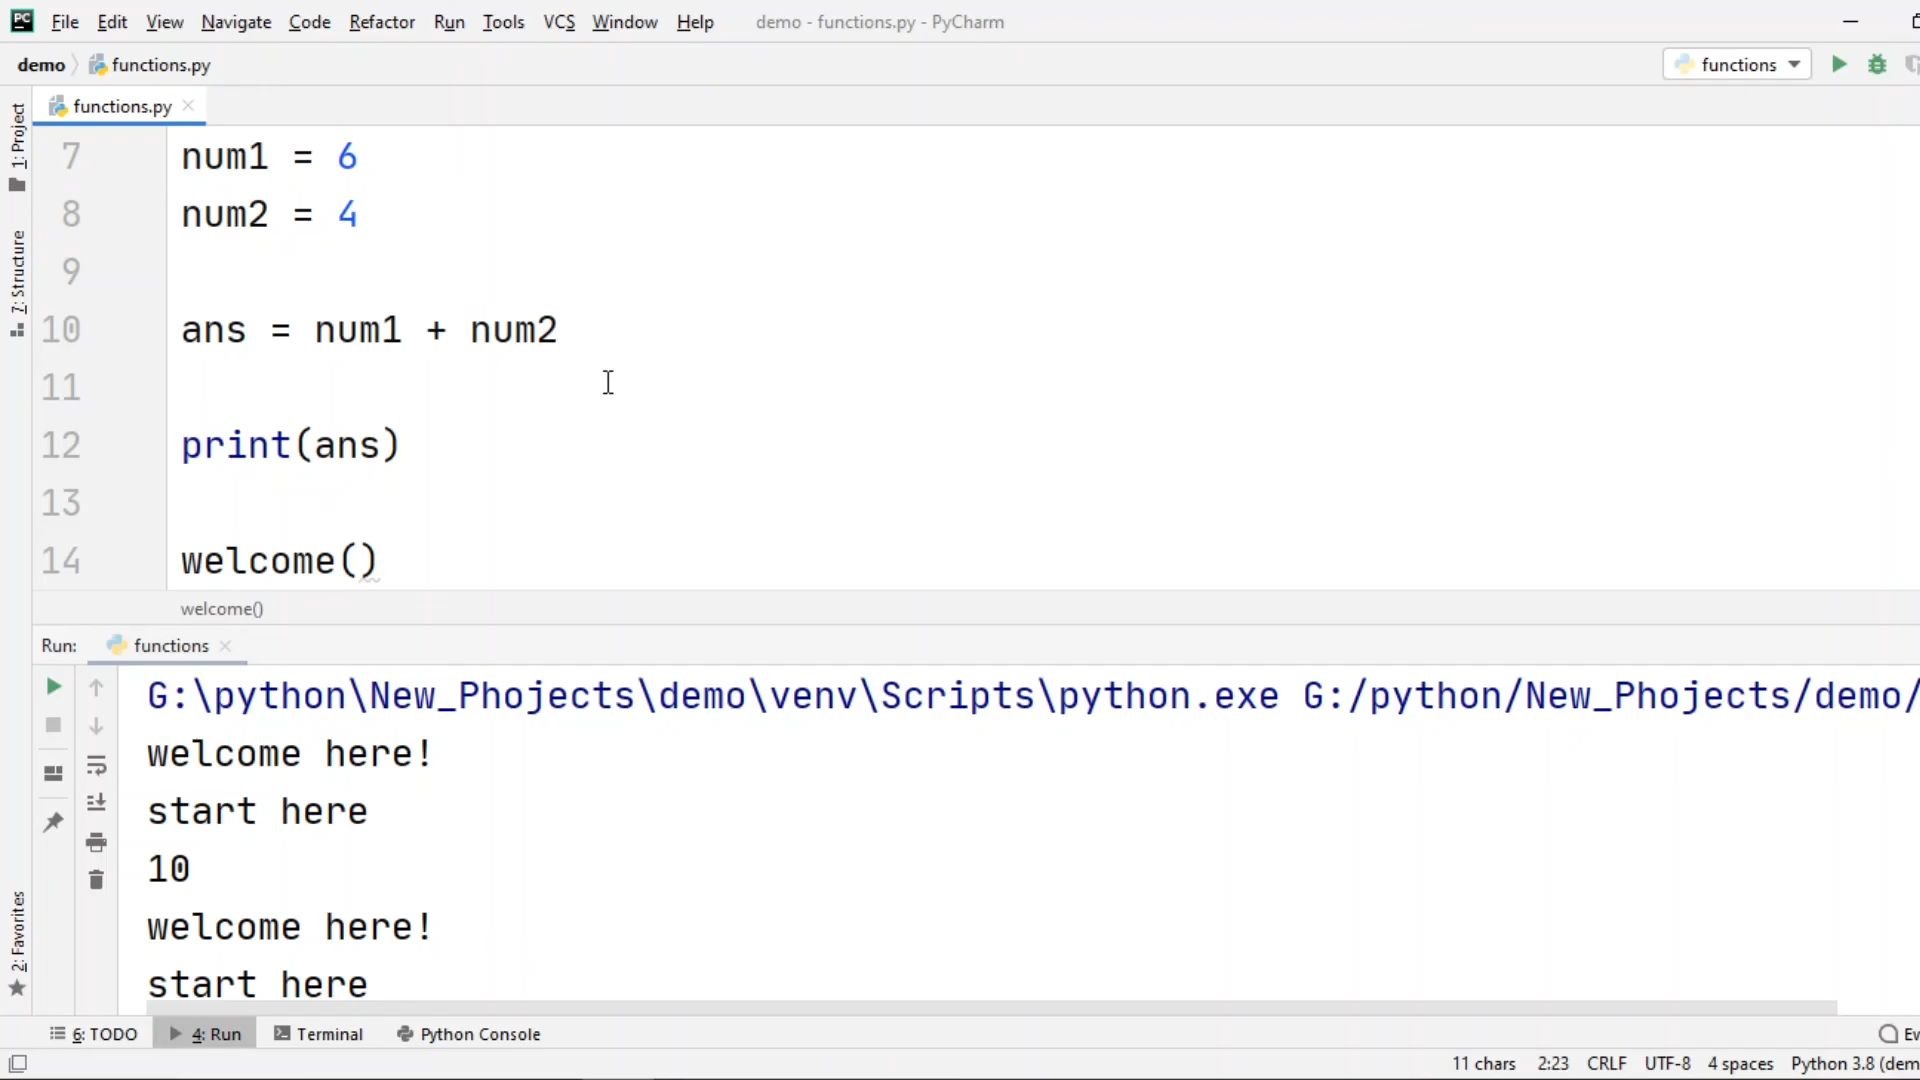 PC File Edit View Navigate Code Refactor Run Tools VCS Window Help demo - functions.py - PyCharm
demo functions.py functions
functions.py
1: Project
7: Structure
2: Favorites
7 num1 = 6
8 num2 = 4
9
10 ans = num1 + num2
11
12 print(ans)
13
14 welcome()
welcome()
Run: functions
G:\python\New_Phojects\demo\venv\Scripts\python.exe G:/python/New_Phojects/demo/
welcome here!
start here
10
welcome here!
start here
6: TODO 4: Run Terminal Python Console Ev
11 chars 2:23 CRLF UTF-8 4 spaces Python 3.8 (dem